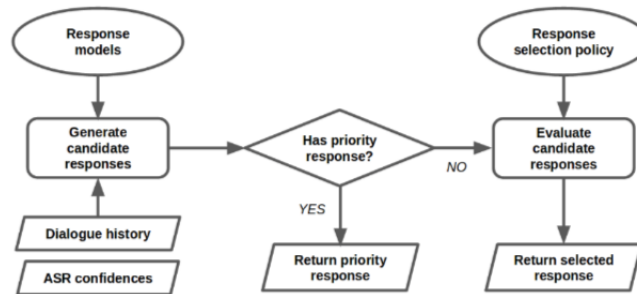 Response
models
Response
selection policy
Generate
candidate
responses
Has priority
response?
NO
Evaluate
candidate
responses
YES
Dialogue history
ASR confidences
Return priority
response
Return selected
response